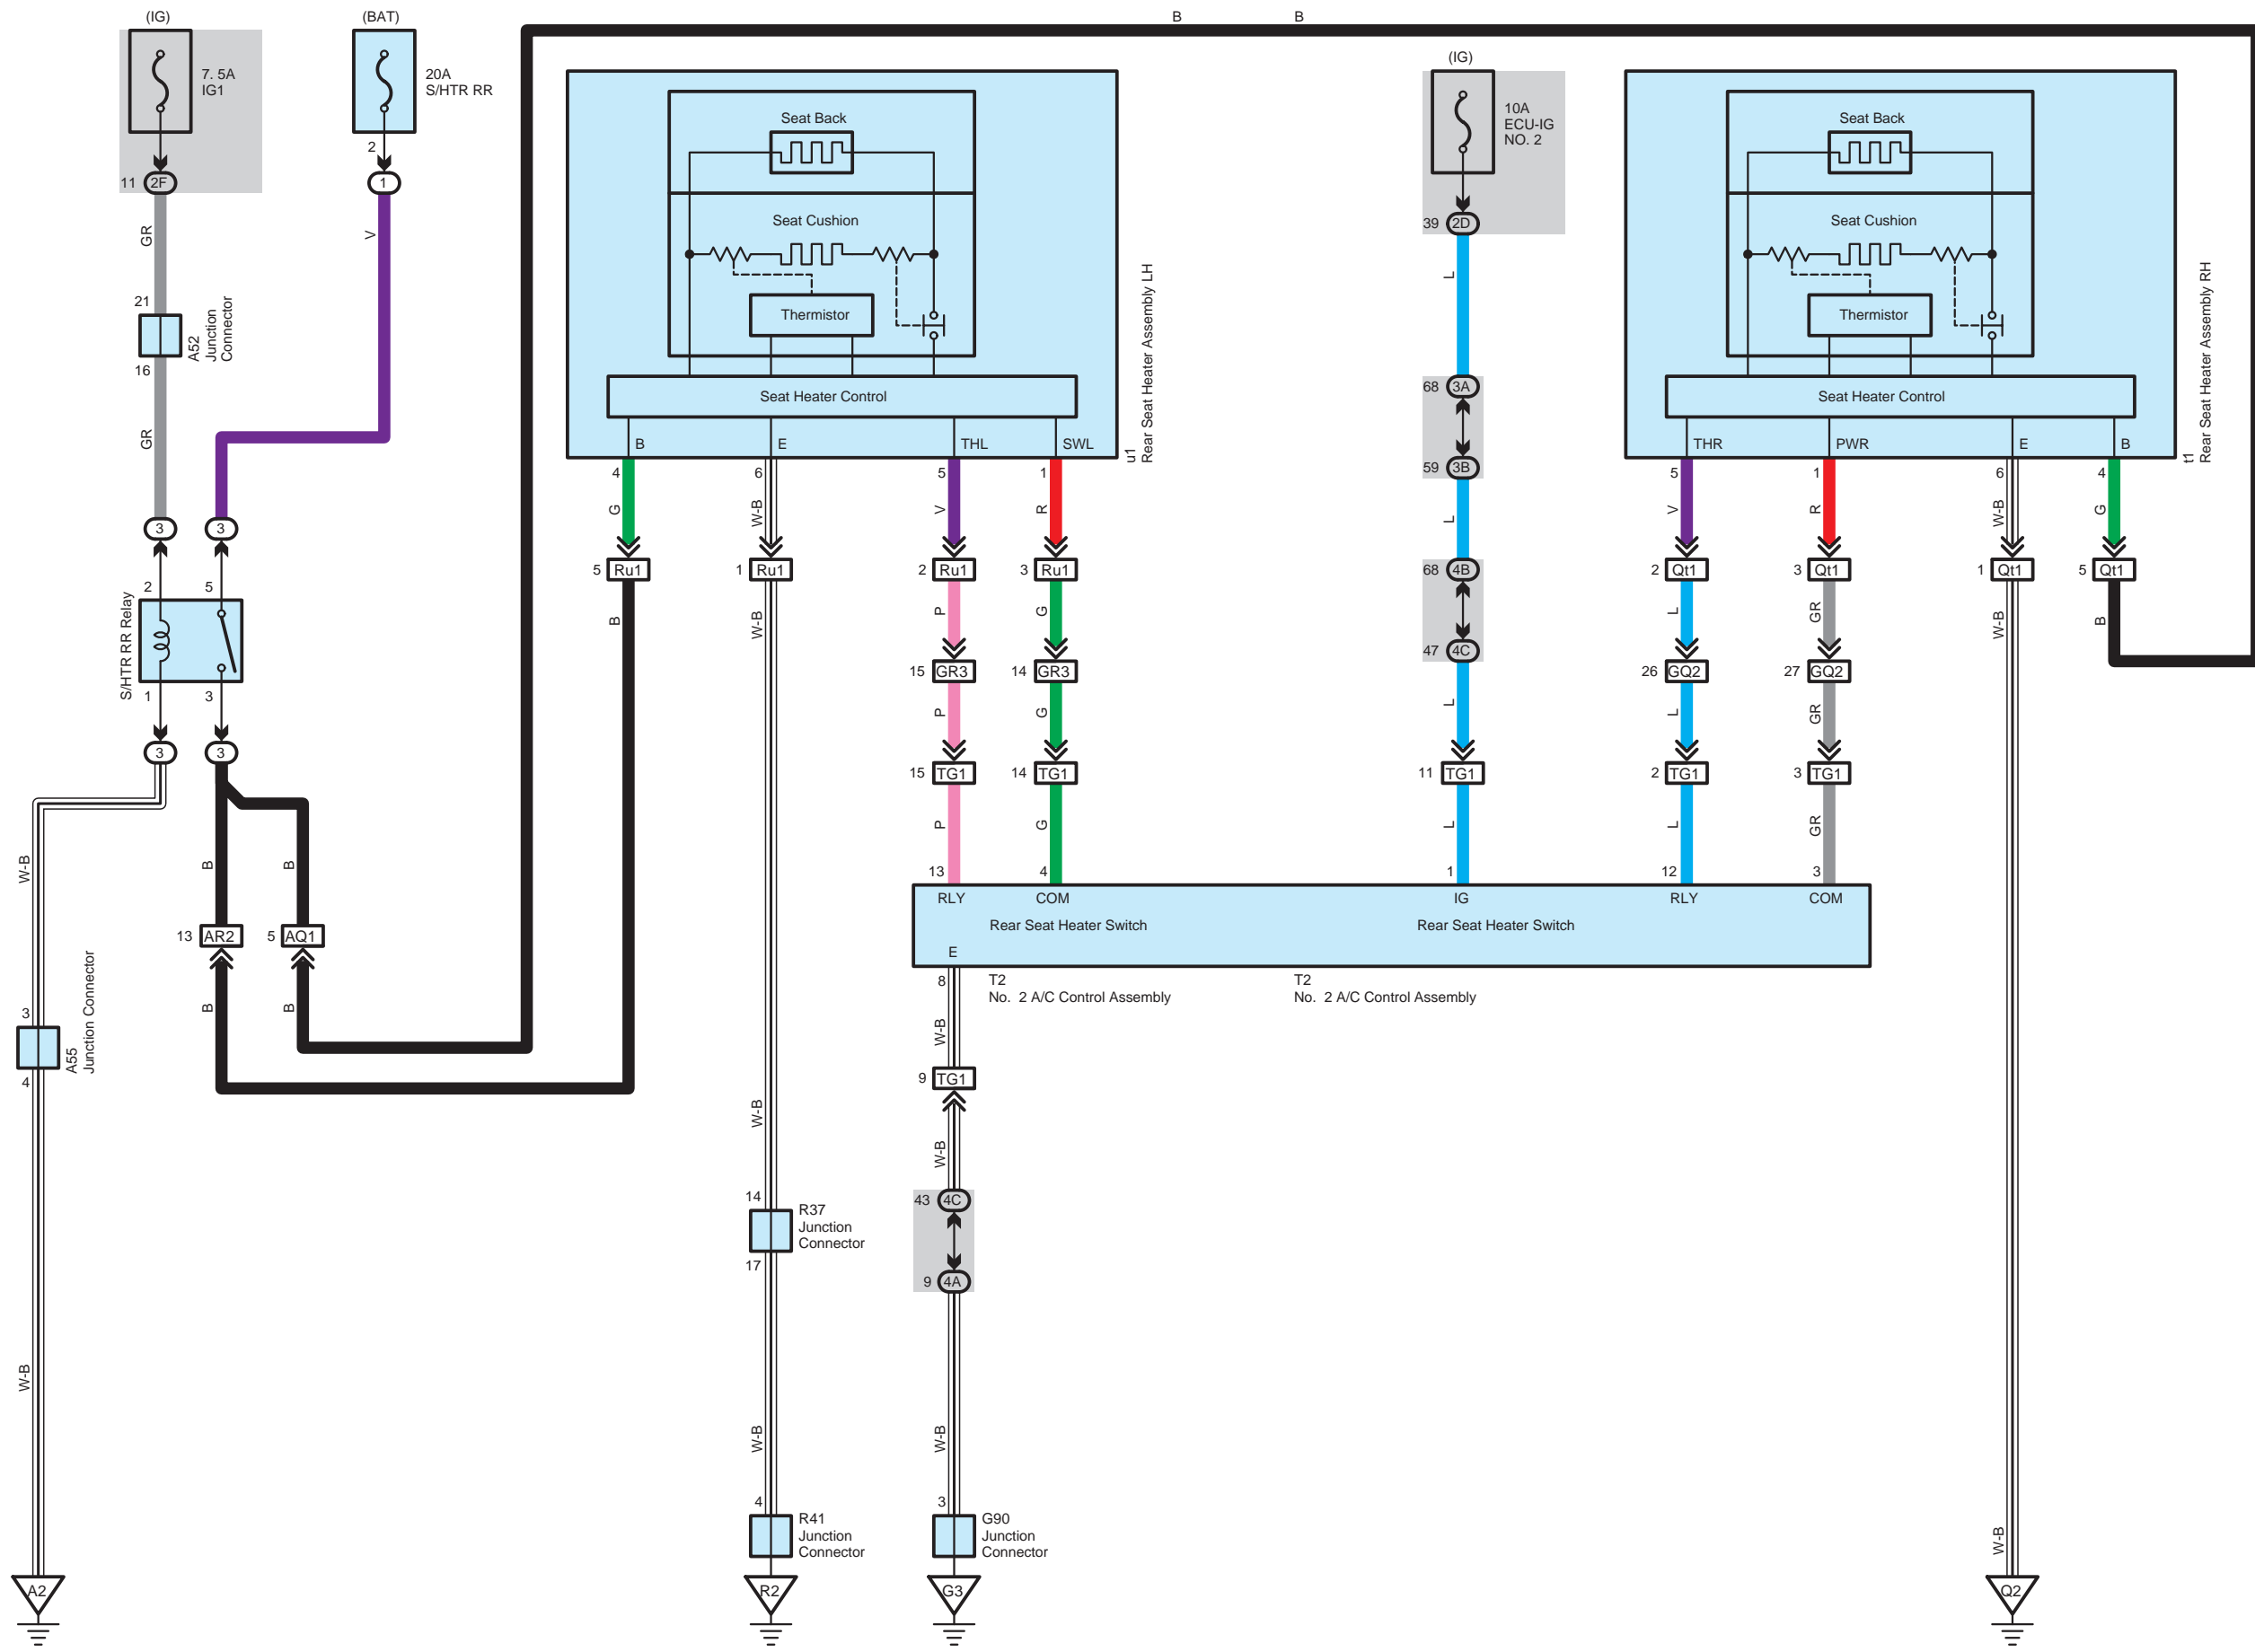 B B
(IG)
7. 5A
IG1
11 2F
GR
21
A52
Junction
Connector
16
GR
3
(BAT)
20A
S/HTR RR
2
1
V
3
2 5
S/HTR RR Relay
1 3
3 3
W-B
B B
13 AR2
5 AQ1
B B
3
A55
Junction Connector
4
W-B
A2
Seat Back
Seat Cushion
Thermistor
Seat Heater Control
B E THL SWL
u1
Rear Seat Heater Assembly LH
4 6 5 1
G W-B V R
5 Ru1
1 Ru1
2 Ru1
3 Ru1
B W-B P G
15 GR3
14 GR3
P G
15 TG1
14 TG1
P G
13 4
(IG)
10A
ECU-IG
NO. 2
39 2D
L
68 3A
59 3B
L
68 4B
47 4C
L
11 TG1
L
1
Seat Back
Seat Cushion
Thermistor
Seat Heater Control
THR PWR E B
t1
Rear Seat Heater Assembly RH
5 1 6 4
V R W-B G
2 Qt1
3 Qt1
1 Qt1
5 Qt1
L GR W-B B
26 GQ2
27 GQ2
L GR
2 TG1
3 TG1
L GR
12 3
RLY COM IG RLY COM
Rear Seat Heater Switch
Rear Seat Heater Switch
E
8
T2
No. 2 A/C Control Assembly
T2
No. 2 A/C Control Assembly
W-B
9 TG1
W-B
43 4C
9 4A
W-B
3
G90
Junction
Connector
G3
W-B
14
R37
Junction
Connector
17
W-B
4
R41
Junction
Connector
R2
W-B
Q2